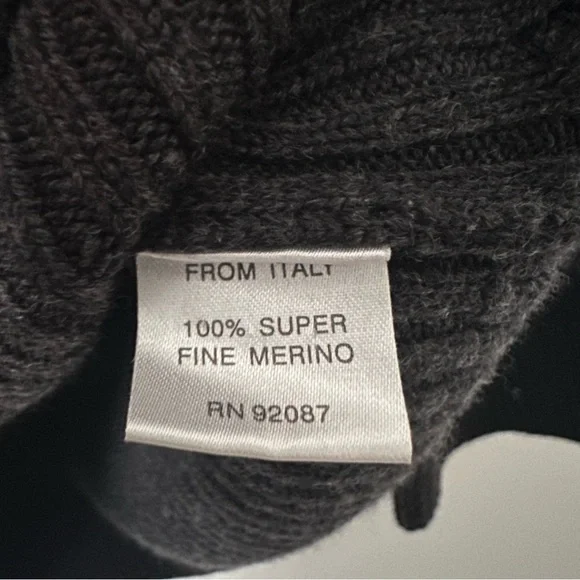 FROM ITALY
100% SUPER
FINE MERINO
RN 92087